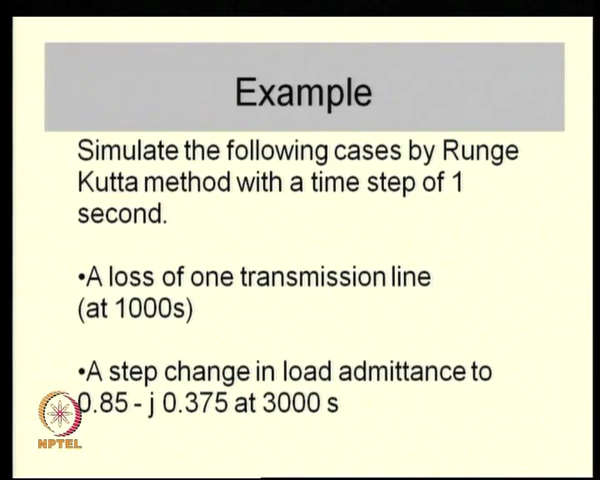 Example
Simulate the following cases by Runge
Kutta method with a time step of 1
second.
•A loss of one transmission line
(at 1000s)
•A step change in load admittance to
0.85 - j 0.375 at 3000 s
NPTEL